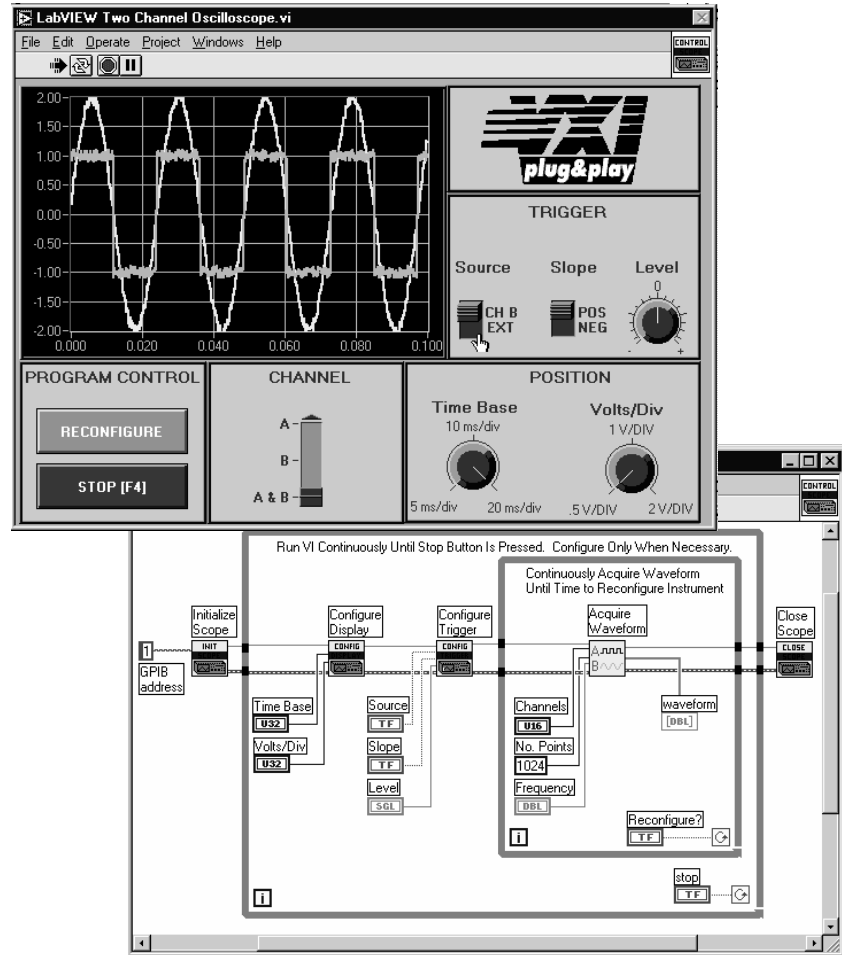 LabVIEW Two Channel Oscilloscope.vi
File Edit Operate Project Windows Help
CONTROL
2.00
1.50
1.00
0.50
0.00
-0.50
-1.00
-1.50
-2.00
0.000 0.020 0.040 0.060 0.080 0.100
VXI
plug&play
TRIGGER
Source Slope Level
0
CH B
EXT
POS
NEG
- +
PROGRAM CONTROL
RECONFIGURE
STOP [F4]
CHANNEL
A
B
A & B
POSITION
Time Base
10 ms/div
5 ms/div 20 ms/div
Volts/Div
1 V/DIV
.5 V/DIV 2 V/DIV
CONTROL
Run VI Continuously Until Stop Button Is Pressed. Configure Only When Necessary.
Continuously Acquire Waveform
Until Time to Reconfigure Instrument
Initialize
Scope
INIT
1
GPIB
address
Configure
Display
CONFIG
Configure
Trigger
CONFIG
Acquire
Waveform
A
B
Close
Scope
CLOSE
Time Base
U32
Volts/Div
U32
Source
TF
Slope
TF
Level
SGL
Channels
U16
No. Points
1024
Frequency
DBL
waveform
[DBL]
Reconfigure?
TF
i
stop
TF
i